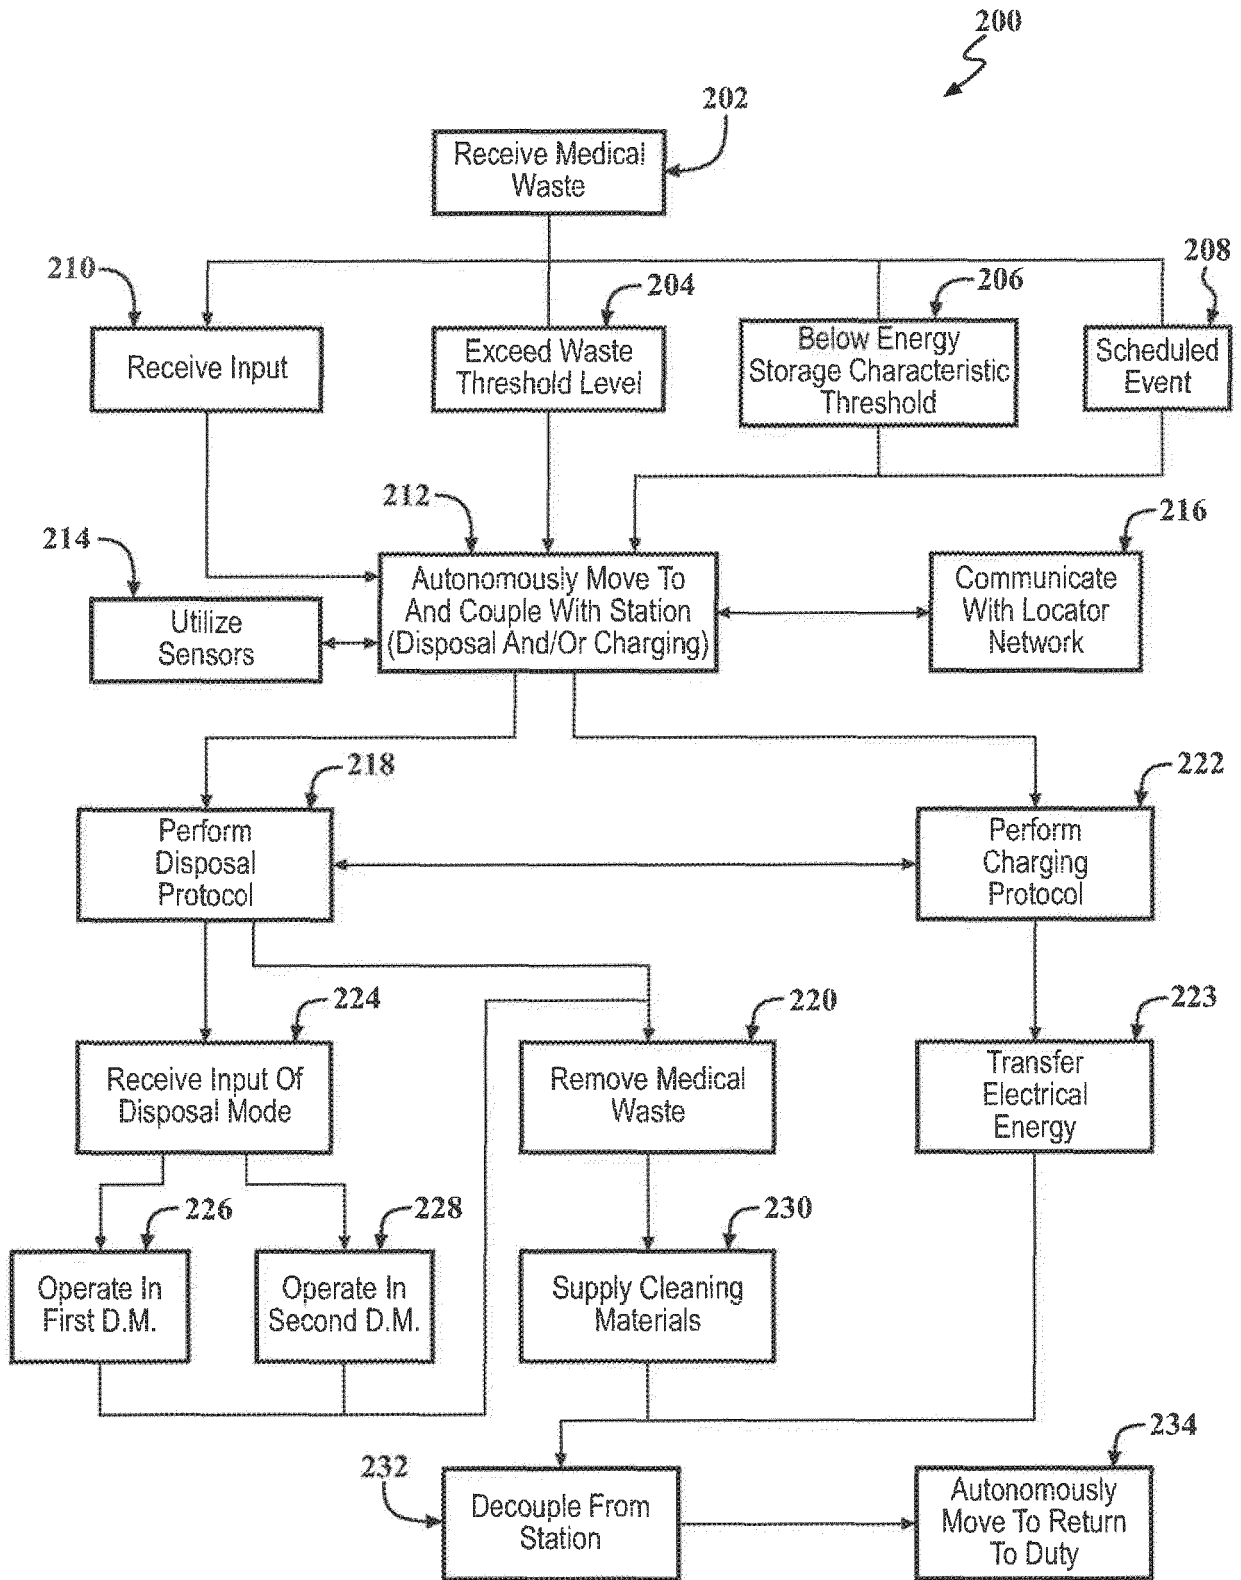 200
202
Receive Medical
Waste
210
204
206
208
Receive Input
Exceed Waste
Threshold Level
Below Energy
Storage Characteristic
Threshold
Scheduled
Event
212
214
216
Utilize
Sensors
Autonomously Move To
And Couple With Station
(Disposal And/Or Charging)
Communicate
With Locator
Network
218
222
Perform
Disposal
Protocol
Perform
Charging
Protocol
224
220
223
Receive Input Of
Disposal Mode
Remove Medical
Waste
Transfer
Electrical
Energy
226
228
230
Operate In
First D.M.
Operate In
Second D.M.
Supply Cleaning
Materials
232
234
Decouple From
Station
Autonomously
Move To Return
To Duty